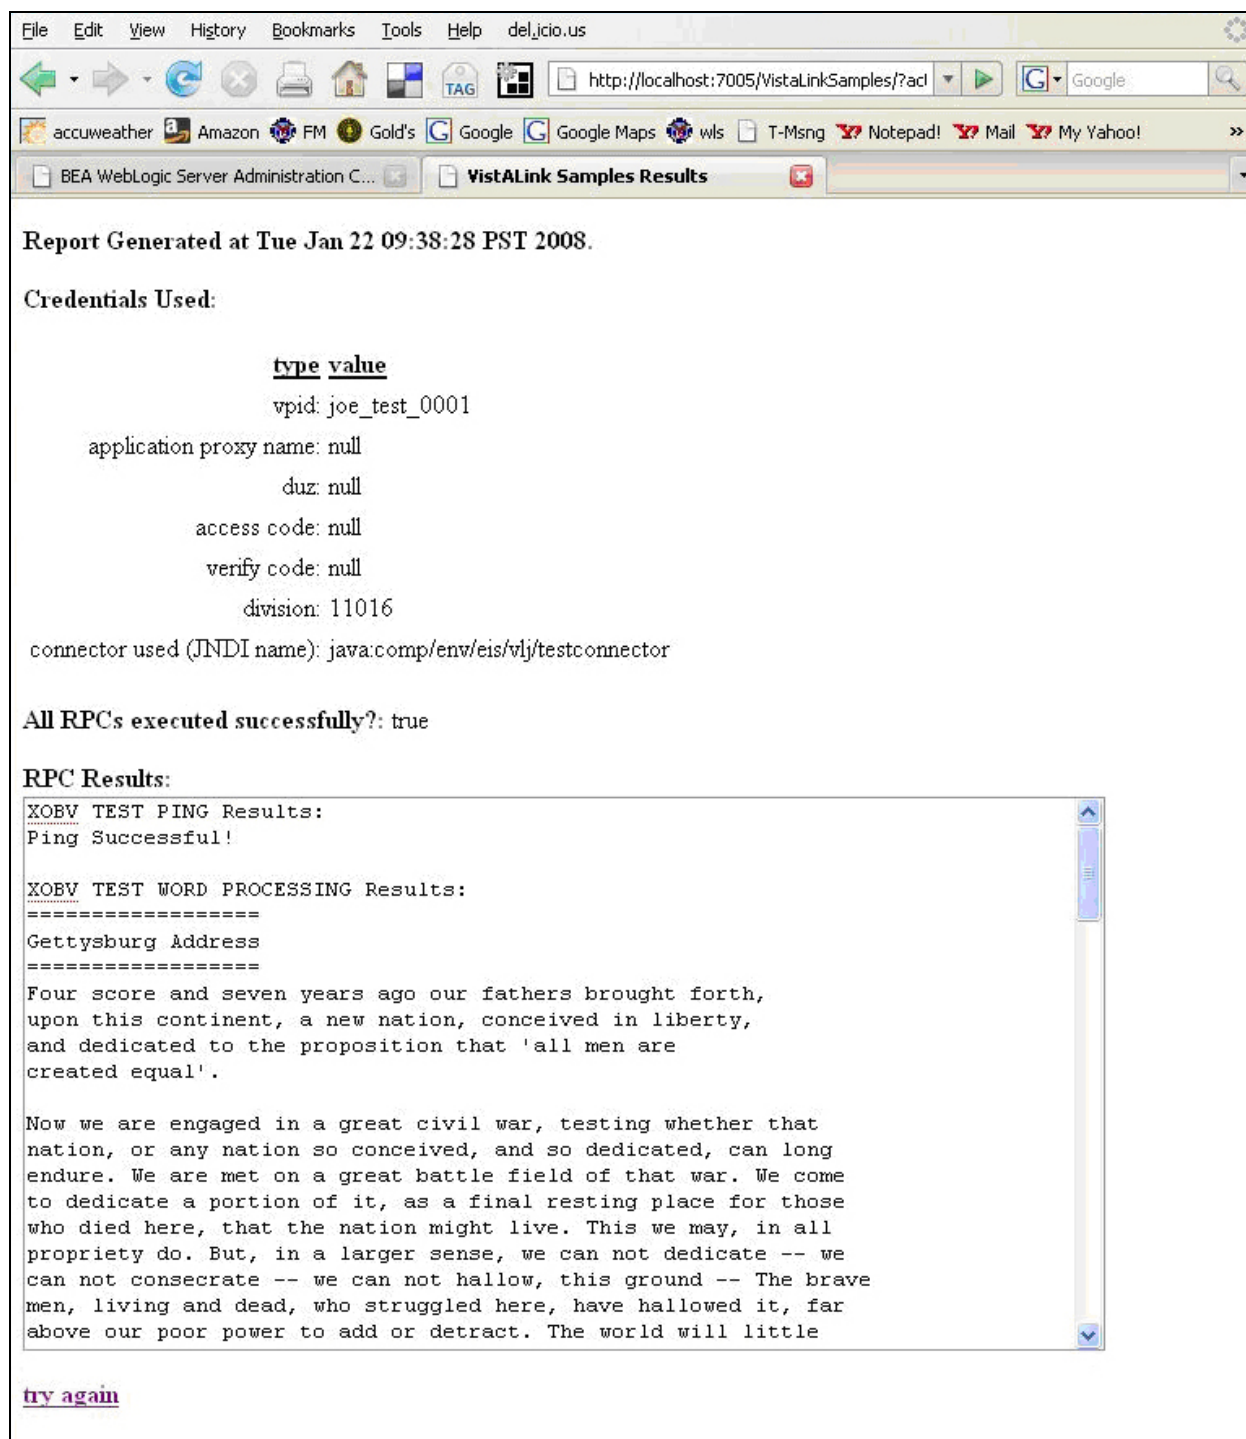 File Edit View History Bookmarks Tools Help del.icio.us
TAG http://localhost:7005/VistaLinkSamples/?acl G Google
accuweather Amazon FM Gold's Google Google Maps wls T-Msng Notepad! Mail My Yahoo! »
BEA WebLogic Server Administration C... VistALink Samples Results
Report Generated at Tue Jan 22 09:38:28 PST 2008.
Credentials Used:
type value
vpid: joe_test_0001
application proxy name: null
duz: null
access code: null
verify code: null
division: 11016
connector used (JNDI name): java:comp/env/eis/vlj/testconnector
All RPCs executed successfully?: true
RPC Results:
XOBV TEST PING Results:
Ping Successful!
XOBV TEST WORD PROCESSING Results:
==================
Gettysburg Address
==================
Four score and seven years ago our fathers brought forth,
upon this continent, a new nation, conceived in liberty,
and dedicated to the proposition that 'all men are
created equal'.
Now we are engaged in a great civil war, testing whether that
nation, or any nation so conceived, and so dedicated, can long
endure. We are met on a great battle field of that war. We come
to dedicate a portion of it, as a final resting place for those
who died here, that the nation might live. This we may, in all
propriety do. But, in a larger sense, we can not dedicate -- we
can not consecrate -- we can not hallow, this ground -- The brave
men, living and dead, who struggled here, have hallowed it, far
above our poor power to add or detract. The world will little
try again